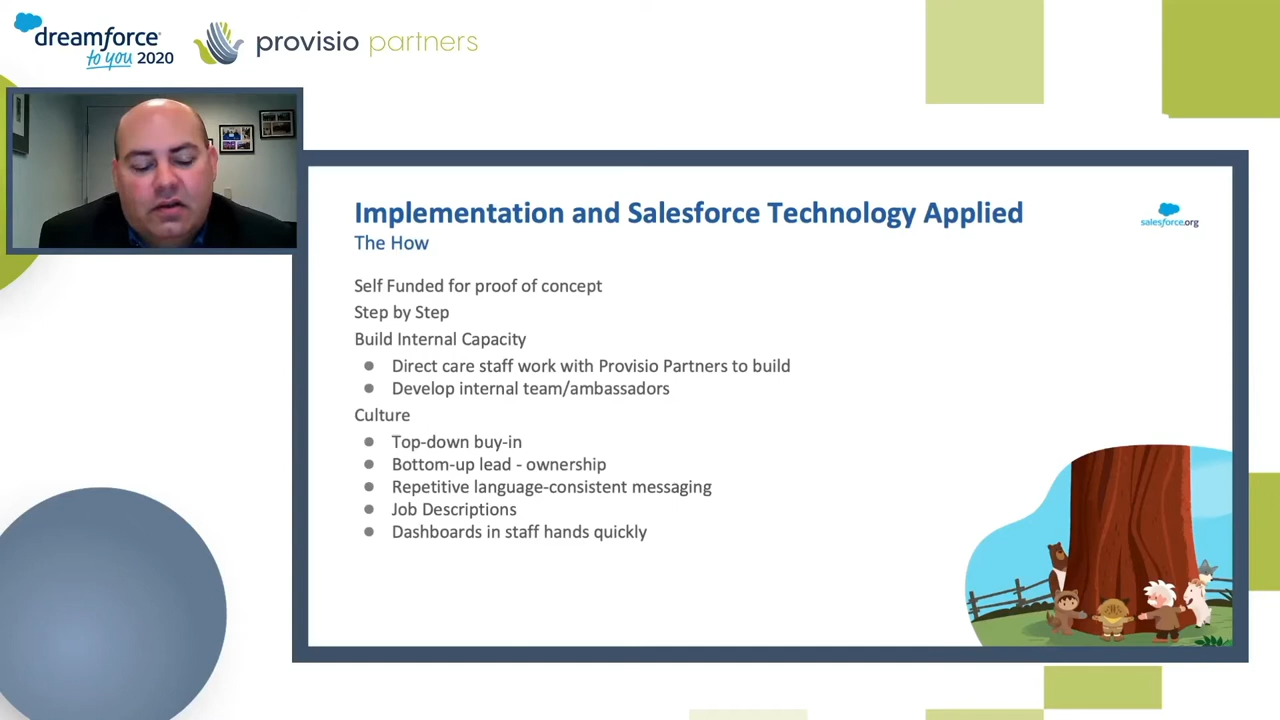 dreamforce
to you 2020
provisio partners
Implementation and Salesforce Technology Applied
salesforce.org
The How
Self Funded for proof of concept
Step by Step
Build Internal Capacity
Direct care staff work with Provisio Partners to build
Develop internal team/ambassadors
Culture
Top-down buy-in
Bottom-up lead - ownership
Repetitive language-consistent messaging
Job Descriptions
Dashboards in staff hands quickly